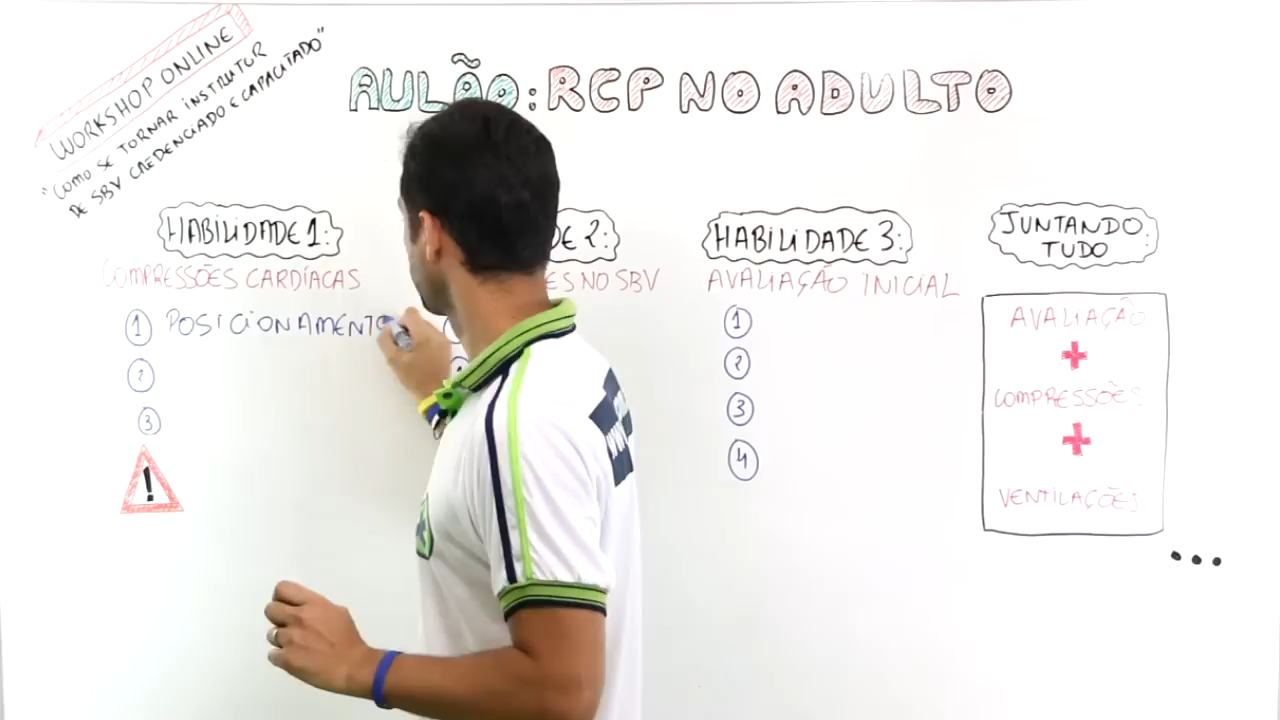 WORKSHOP ONLINE
"COMO SE TORNAR INSTRUTOR
DE SBV CREDENCIADO E CAPACITADO"
AULÃO: RCP NO ADULTO
HABILIDADE 1:
COMPRESSÕES CARDÍACAS
1 POSICIONAMENTO
2
3
!
2:
NO SBV
HABILIDADE 3:
AVALIAÇÃO INICIAL
1
2
3
4
JUNTANDO
TUDO:
AVALIAÇÃO
+
COMPRESSÕES
+
VENTILAÇÕES
...